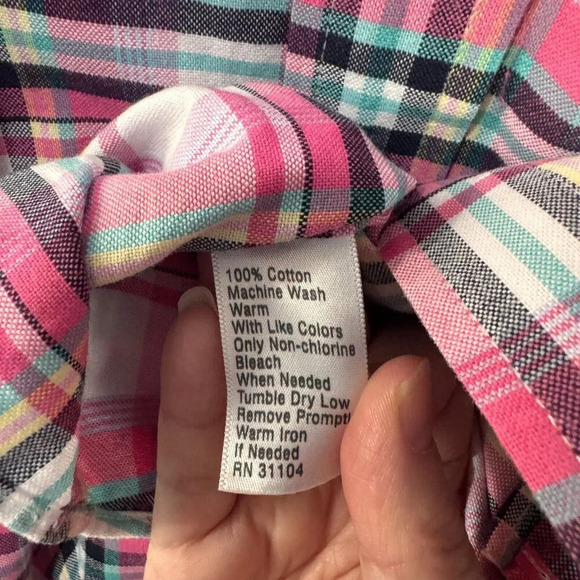 100% Cotton
Machine Wash
Warm
With Like Colors
Only Non-chlorine
Bleach
When Needed
Tumble Dry Low
Remove Promptl
Warm Iron
If Needed
RN 31104